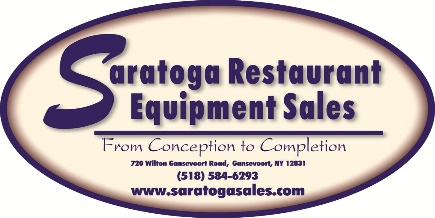 Saratoga Restaurant
Equipment Sales
From Conception to Completion
720 Wilton Gansevoort Road, Gansevoort, NY 12831
(518) 584-6293
www.saratogasales.com